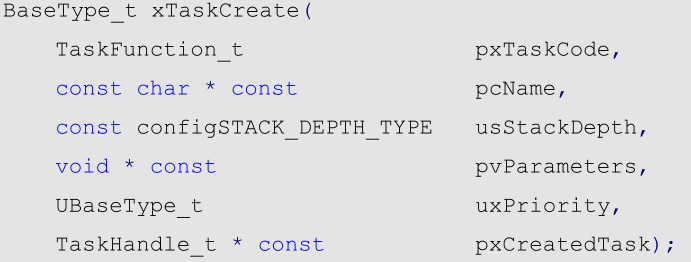 BaseType_t xTaskCreate(
TaskFunction_t pxTaskCode,
const char * const pcName,
const configSTACK_DEPTH_TYPE usStackDepth,
void * const pvParameters,
UBaseType_t uxPriority,
TaskHandle_t * const pxCreatedTask);